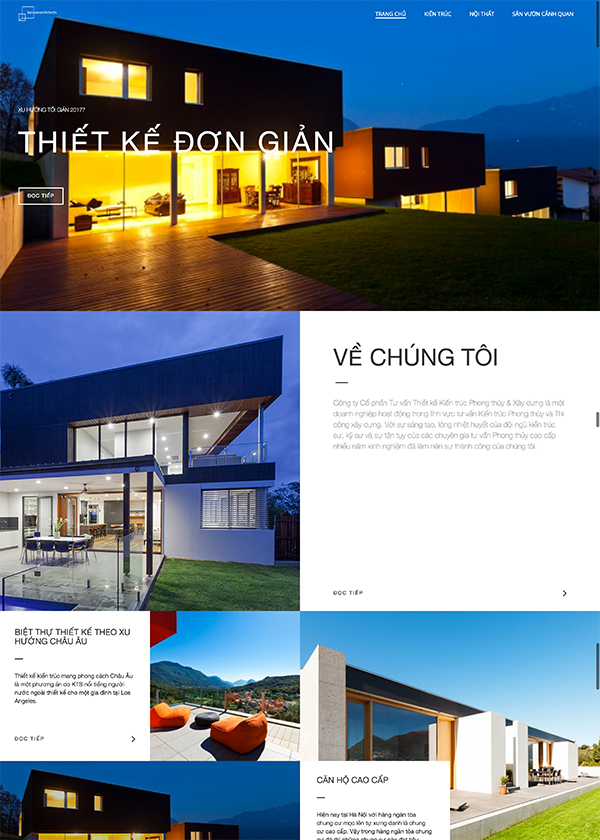 TRANG CHỦ KIẾN TRÚC NỘI THẤT SÂN VƯỜN CẢNH QUAN
XU HƯỚNG TỐI GIẢN 20177
THIẾT KẾ ĐƠN GIẢN
ĐỌC TIẾP
VỀ CHÚNG TÔI
Công ty Cổ phần Tư vấn Thiết kế Kiến trúc Phong thủy & Xây dựng là một
doanh nghiệp hoạt động trong lĩnh vực tư vấn Kiến trúc Phong thủy và Thi
công xây dựng. Với sự sáng tạo, lòng nhiệt huyết của đội ngũ kiến trúc
sư, kỹ sư và sự tận tụy của các chuyên gia tư vấn Phong thủy cao cấp
nhiều năm kinh nghiệm đã làm nên sự thành công của chúng tôi.
ĐỌC TIẾP
BIỆT THỰ THIẾT KẾ THEO XU
HƯỚNG CHÂU ÂU
Thiết kế kiến trúc mang phong cách Châu Âu
là một phương án do KTS nổi tiếng người
nước ngoài thiết kế cho một gia đình tại Los
Angeles.
ĐỌC TIẾP
CĂN HỘ CAO CẤP
Hiện nay tại Hà Nội với hàng ngàn tòa
chung cư mọc lên tự xưng danh là chung
cư cao cấp. Vậy trong hàng ngàn tòa chung